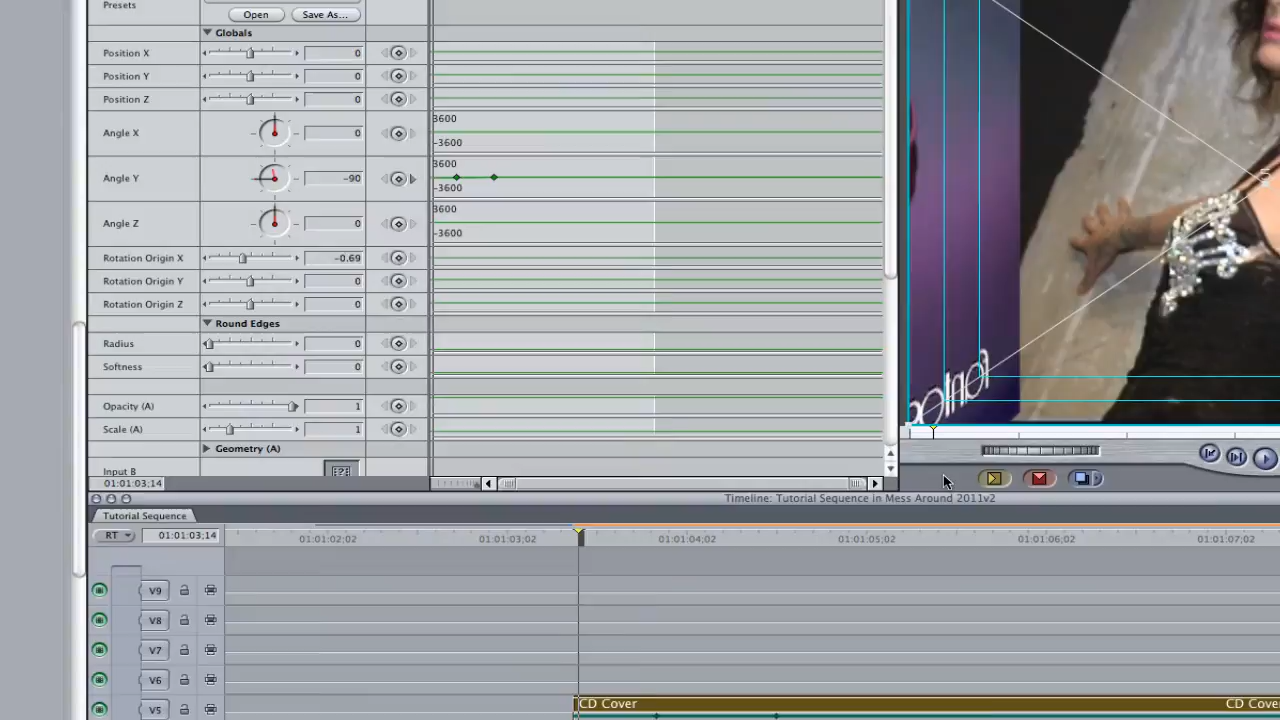 Presets
Open Save As...
Globals
Position X 0
Position Y 0
Position Z 0
Angle X 0 3600
-3600
Angle Y -90 3600
-3600
Angle Z 0 3600
-3600
Rotation Origin X -0.69
Rotation Origin Y 0
Rotation Origin Z 0
Round Edges
Radius 0
Softness 0
Opacity (A) 1
Scale (A) 1
Geometry (A)
Input B [?]
01:01:03;14
Timeline: Tutorial Sequence in Mess Around 2011v2
Tutorial Sequence
RT 01:01:03;14 01:01:02;02 01:01:03;02 01:01:04;02 01:01:05;02 01:01:06;02 01:01:07;02
V9
V8
V7
V6
V5 CD Cover CD Cove